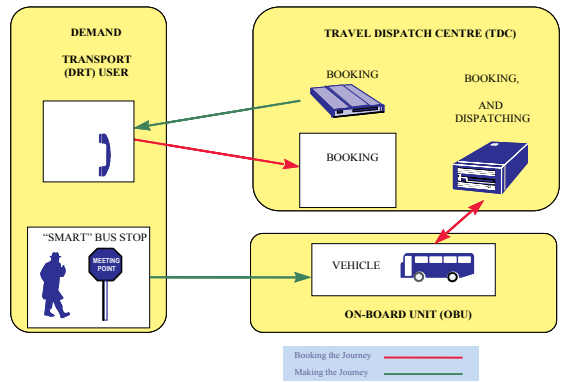 DEMAND
TRANSPORT
(DRT) USER
"SMART" BUS STOP
MEETING
POINT
TRAVEL DISPATCH CENTRE (TDC)
BOOKING
BOOKING
BOOKING,
AND
DISPATCHING
VEHICLE
ON-BOARD UNIT (OBU)
Booking the Journey
Making the Journey